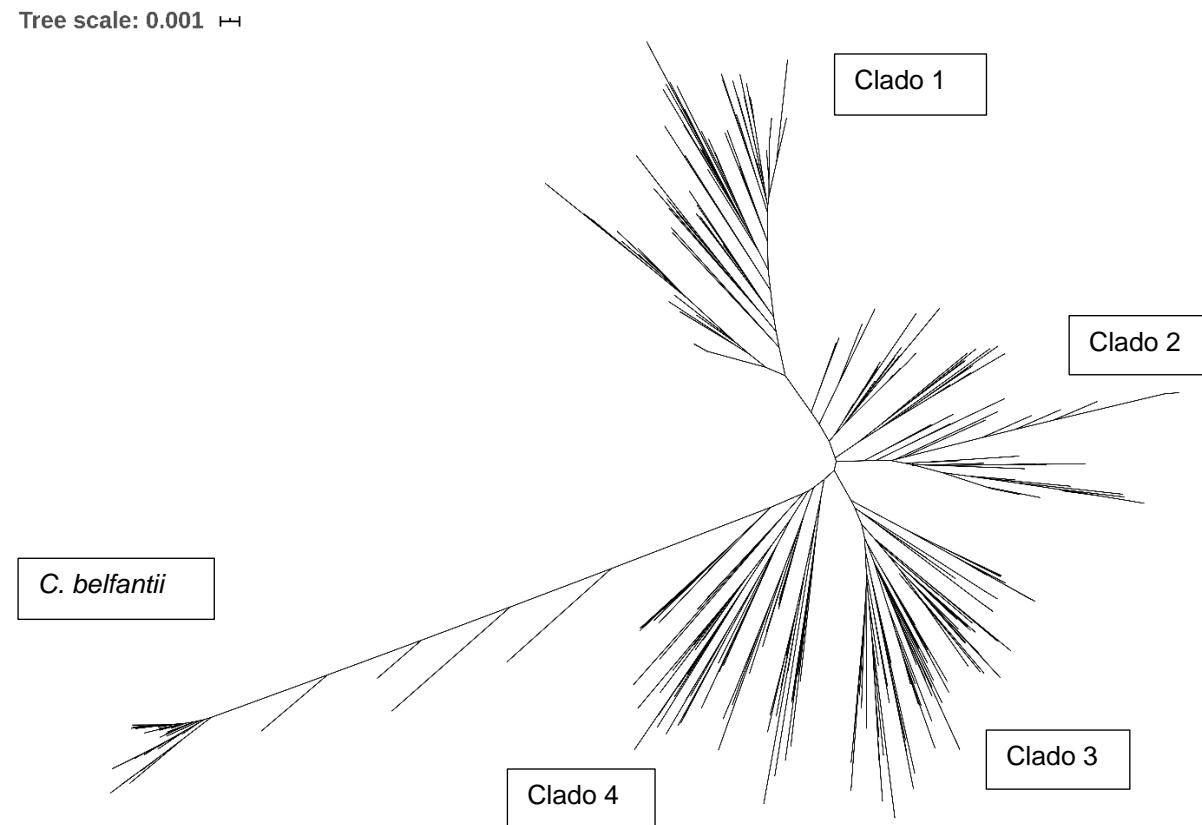 Tree scale: 0.001
Clado 1
Clado 2
C. belfantii
Clado 3
Clado 4